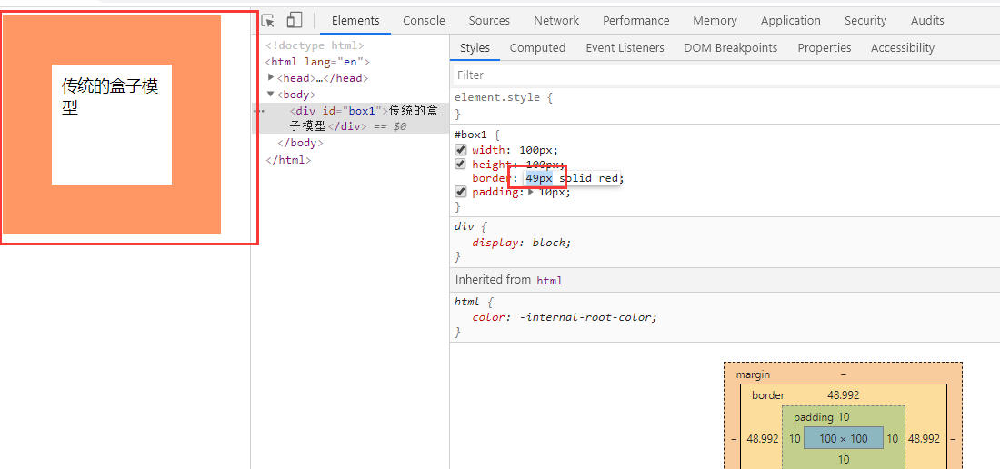 传统的盒子模
型
Elements Console Sources Network Performance Memory Application Security Audits
<!doctype html>
<html lang="en">
<head>…</head>
<body>
<div id="box1">传统的盒
子模型</div> == $0
</body>
</html>
Styles Computed Event Listeners DOM Breakpoints Properties Accessibility
Filter
element.style {
}
#box1 {
width: 100px;
height: 100px;
border: 49px solid red;
padding: 10px;
}
div {
display: block;
}
Inherited from html
html {
color: -internal-root-color;
}
margin –
border 48.992
padding 10
– 48.992 10 100 × 100 10 48.992 –
10